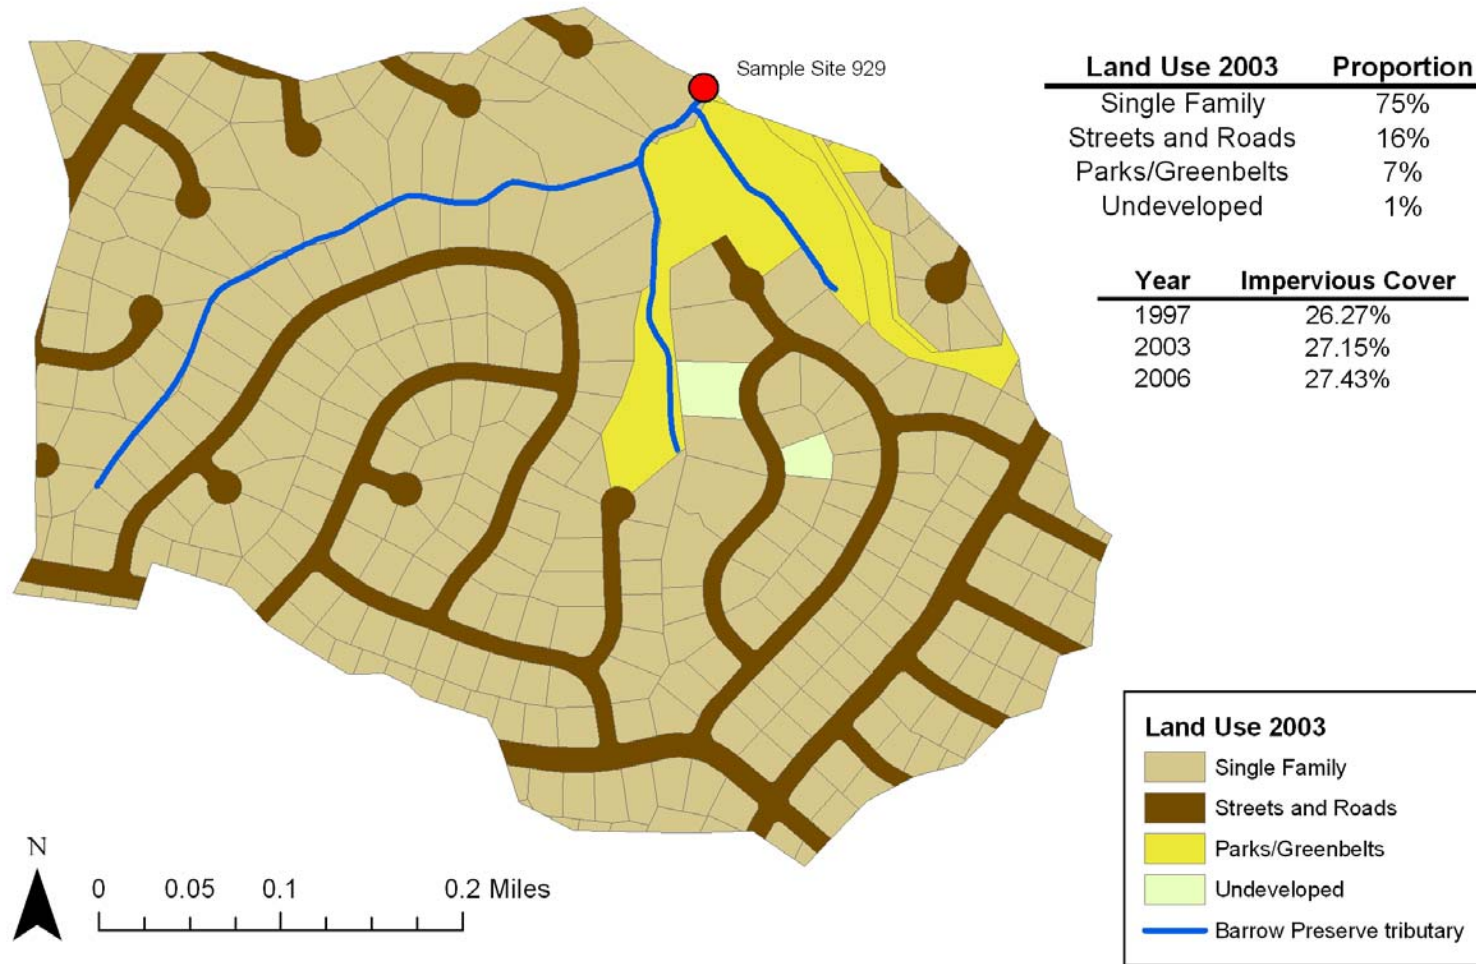 Sample Site 929
Land Use 2003 Proportion
Single Family 75%
Streets and Roads 16%
Parks/Greenbelts 7%
Undeveloped 1%
Year Impervious Cover
1997 26.27%
2003 27.15%
2006 27.43%
Land Use 2003
Single Family
Streets and Roads
Parks/Greenbelts
Undeveloped
Barrow Preserve tributary
N
0 0.05 0.1 0.2 Miles